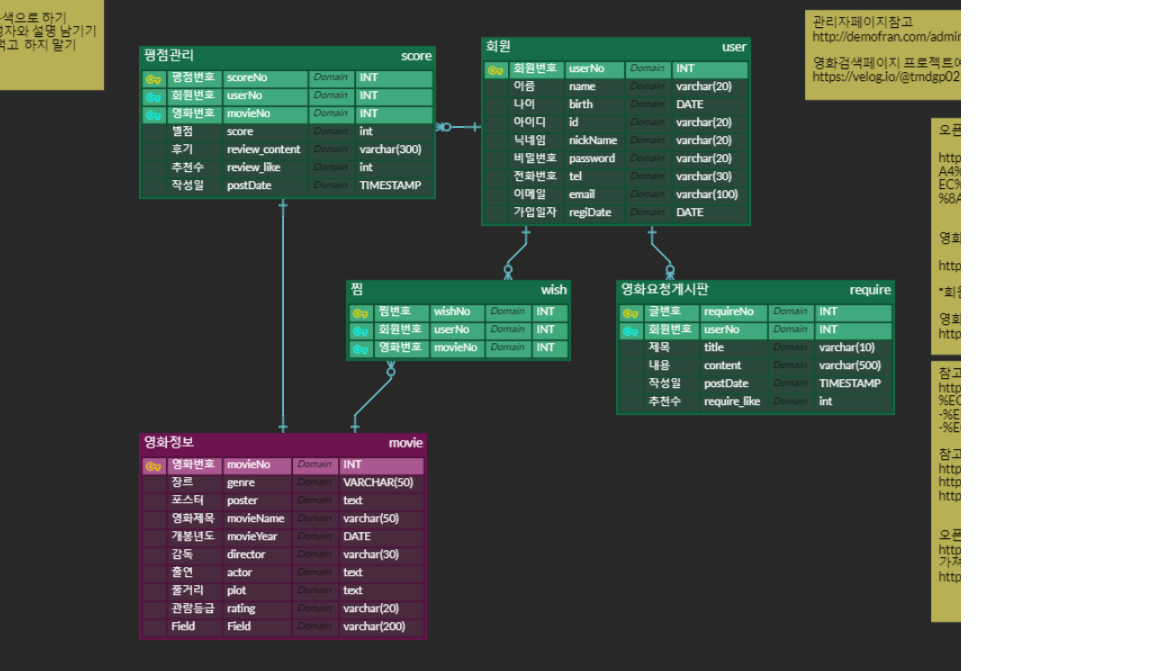 색으로 하기
성자와 설명 남기기
하지 말기
관리자페이지참고
http://demofran.com/admin
영화검색페이지 프로젝트예
https://velog.io/@tmdgp02
평점관리 score
평점번호 scoreNo Domain INT
회원번호 userNo Domain INT
영화번호 movieNo Domain INT
별점 score Domain int
후기 review_content Domain varchar(300)
추천수 review_like Domain int
작성일 postDate Domain TIMESTAMP
회원 user
회원번호 userNo Domain INT
이름 name Domain varchar(20)
나이 birth Domain DATE
아이디 id Domain varchar(20)
닉네임 nickName Domain varchar(20)
비밀번호 password Domain varchar(20)
전화번호 tel Domain varchar(30)
이메일 email Domain varchar(100)
가입일자 regiDate Domain DATE
찜 wish
찜번호 wishNo Domain INT
회원번호 userNo Domain INT
영화번호 movieNo Domain INT
영화요청게시판 require
글번호 requireNo Domain INT
회원번호 userNo Domain INT
제목 title Domain varchar(10)
내용 content Domain varchar(500)
작성일 postDate Domain TIMESTAMP
추천수 require_like Domain int
영화정보 movie
영화번호 movieNo Domain INT
장르 genre Domain VARCHAR(50)
포스터 poster Domain text
영화제목 movieName Domain varchar(50)
개봉년도 movieYear Domain DATE
감독 director Domain varchar(30)
출연 actor Domain text
줄거리 plot Domain text
관람등급 rating Domain varchar(20)
Field Field Domain varchar(200)
오픈
http
A4%
EC%
%8A
영화
http
*회원
영화
http
참고
http
%EC
-%E
-%E
참고
http
http
http
오픈
http
가져
http